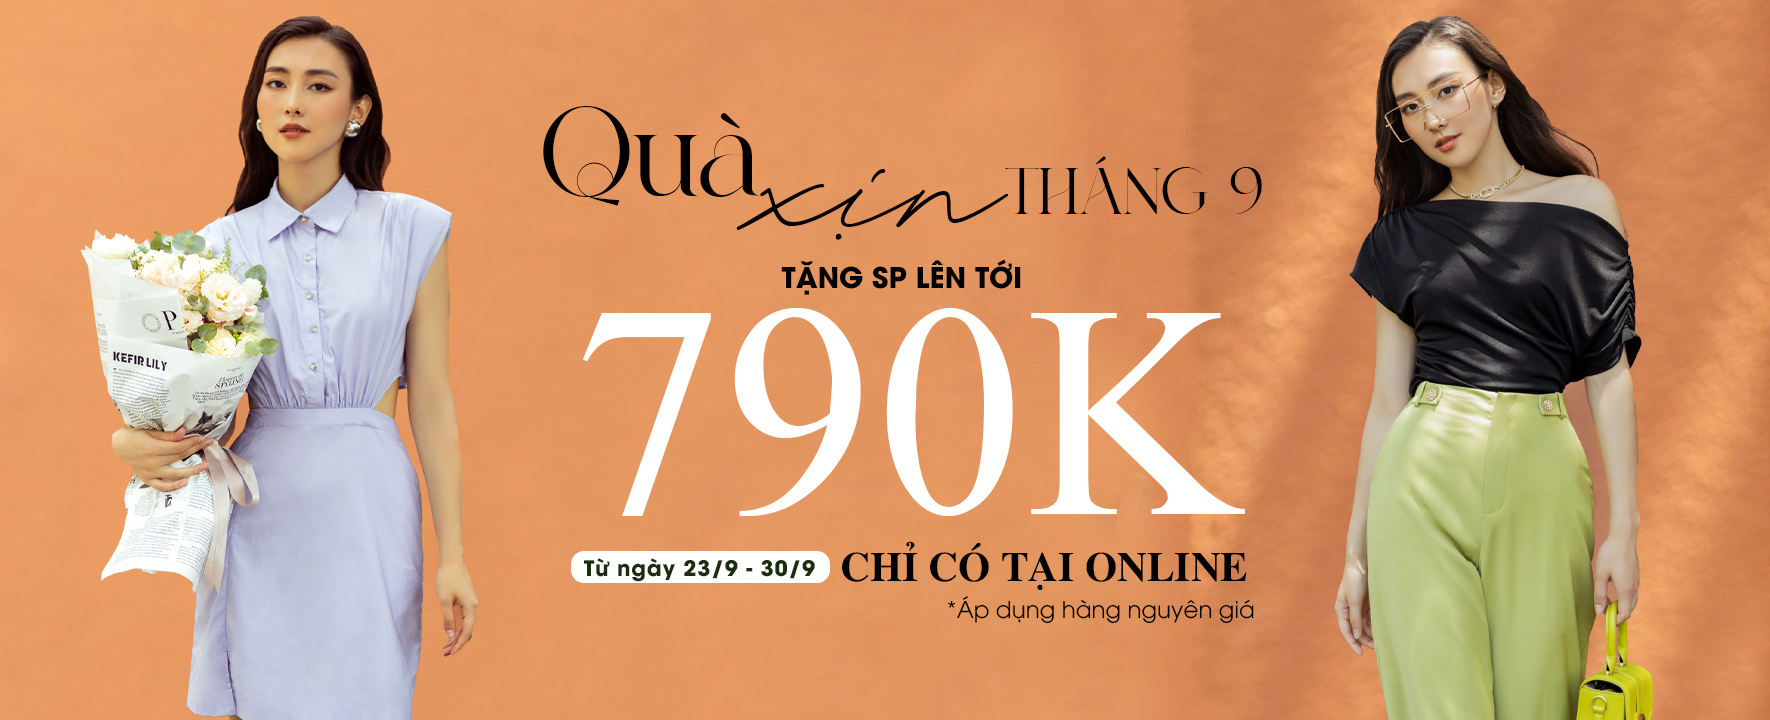 Quà xịn THÁNG 9
TẶNG SP LÊN TỚI
790K
Từ ngày 23/9 - 30/9 CHỈ CÓ TẠI ONLINE
*Áp dụng hàng nguyên giá
P
KEFIR LILY